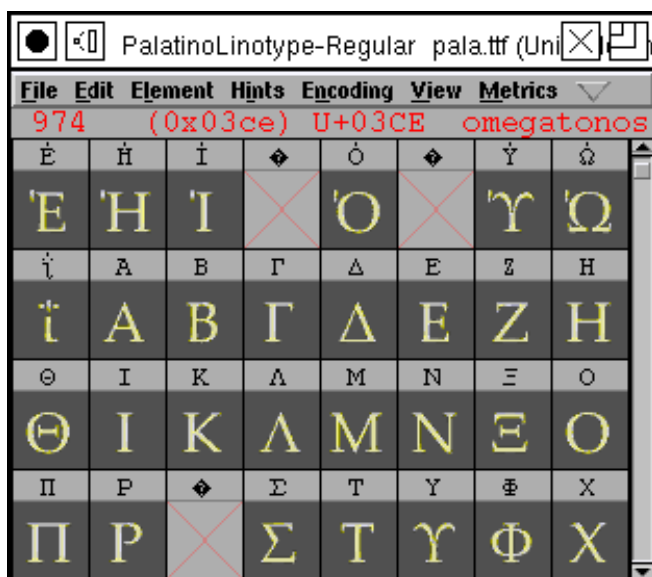 PalatinoLinotype-Regular pala.ttf (Uni
File Edit Element Hints Encoding View Metrics
974 (0x03ce) U+03CE omegatonos
Έ Ή Ί � Ό � Ύ Ώ
Έ Ή Ί Ό Ύ Ώ
ΐ Α Β Γ Δ Ε Ζ Η
ΐ Α Β Γ Δ Ε Ζ Η
Θ Ι Κ Λ Μ Ν Ξ Ο
Θ Ι Κ Λ Μ Ν Ξ Ο
Π Ρ � Σ Τ Υ Φ Χ
Π Ρ Σ Τ Υ Φ Χ